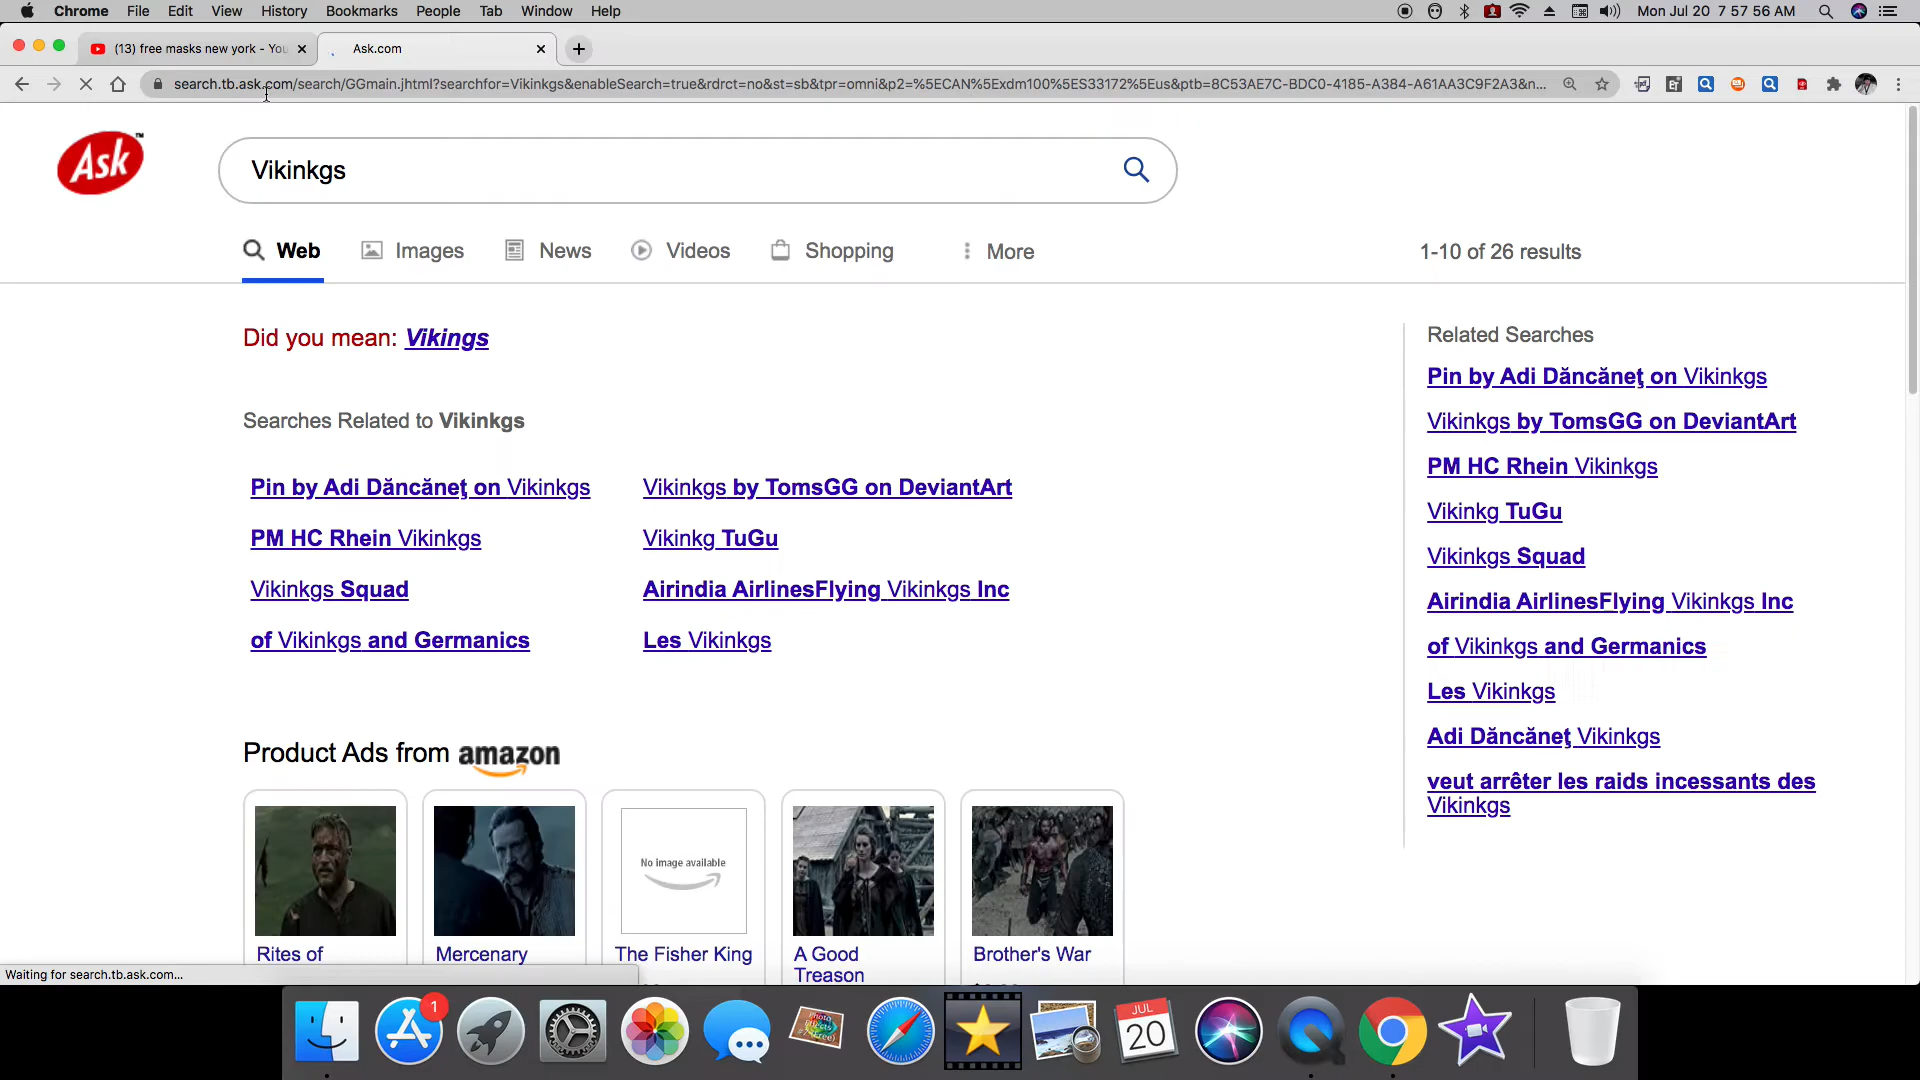 Chrome File Edit View History Bookmarks People Tab Window Help Mon Jul 20 7 57 56 AM
(13) free masks new york - You
Ask.com
search.tb.ask.com/search/GGmain.jhtml?searchfor=Vikinkgs&enableSearch=true&rdrct=no&st=sb&tpr=omni&p2=%5ECAN%5Exdm100%5ES33172%5Eus&ptb=8C53AE7C-BDC0-4185-A384-A61AA3C9F2A3&n...
Ask™
Vikinkgs
Web Images News Videos Shopping More
1-10 of 26 results
Did you mean: Vikings
Searches Related to Vikinkgs
Pin by Adi Dăncăneţ on Vikinkgs
Vikinkgs by TomsGG on DeviantArt
PM HC Rhein Vikinkgs
Vikinkg TuGu
Vikinkgs Squad
Airindia AirlinesFlying Vikinkgs Inc
of Vikinkgs and Germanics
Les Vikinkgs
Related Searches
Pin by Adi Dăncăneţ on Vikinkgs
Vikinkgs by TomsGG on DeviantArt
PM HC Rhein Vikinkgs
Vikinkg TuGu
Vikinkgs Squad
Airindia AirlinesFlying Vikinkgs Inc
of Vikinkgs and Germanics
Les Vikinkgs
Adi Dăncăneţ Vikinkgs
veut arrêter les raids incessants des
Vikinkgs
Product Ads from amazon
No image available
Rites of
Mercenary
The Fisher King
A Good
Treason
Brother's War
Waiting for search.tb.ask.com...
1
JUL
20